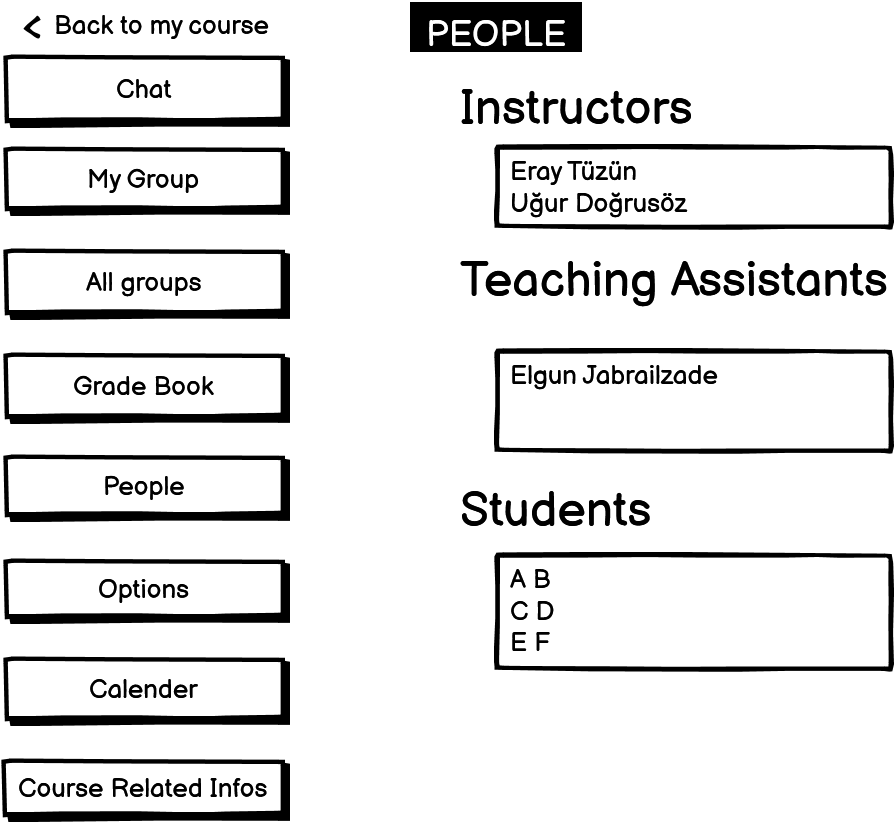 Back to my course
Chat
My Group
All groups
Grade Book
People
Options
Calender
Course Related Infos
PEOPLE
Instructors
Eray Tüzün
Uğur Doğrusöz
Teaching Assistants
Elgun Jabrailzade
Students
A B
C D
E F